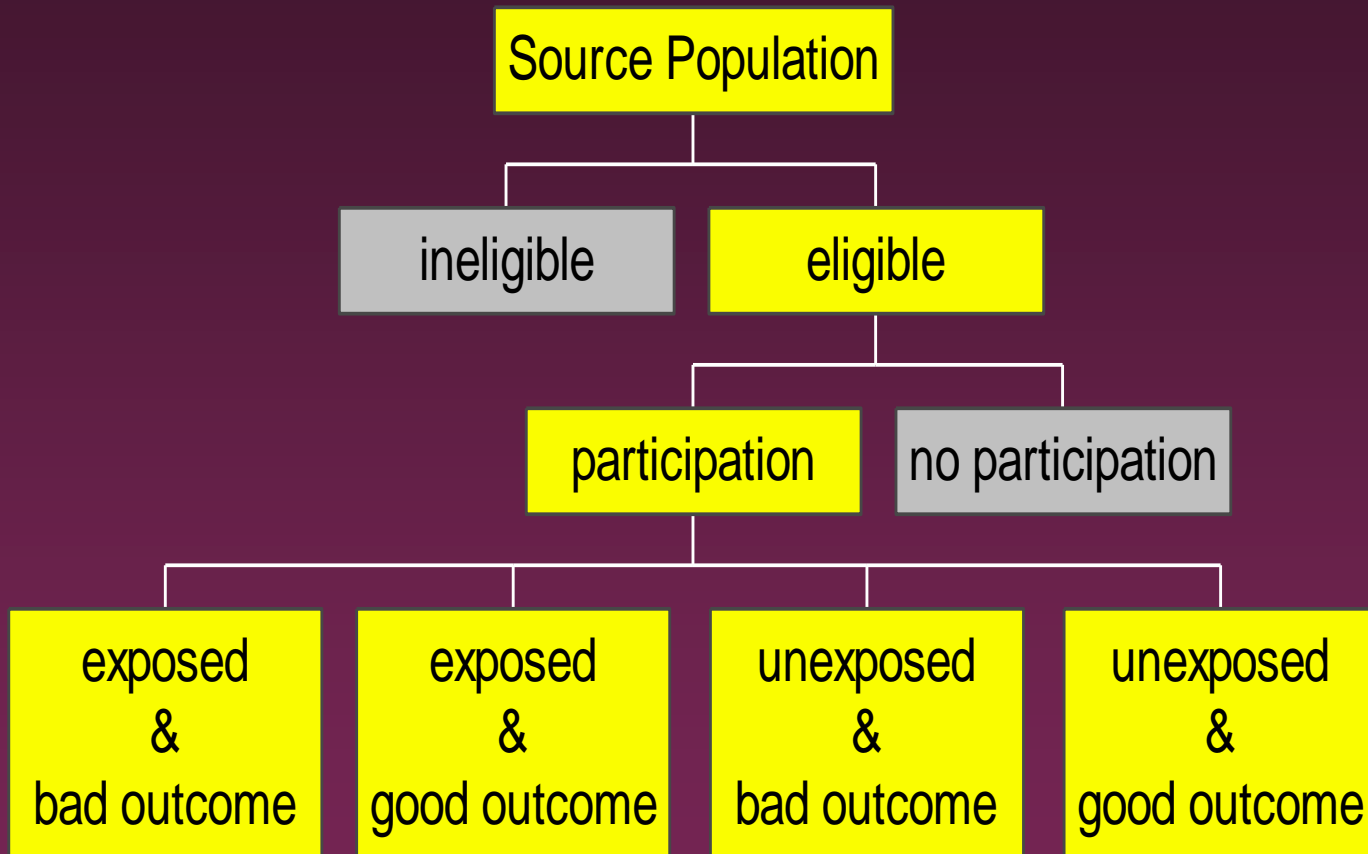 Source Population
ineligible
eligible
participation
no participation
exposed
&
bad outcome
exposed
&
good outcome
unexposed
&
bad outcome
unexposed
&
good outcome